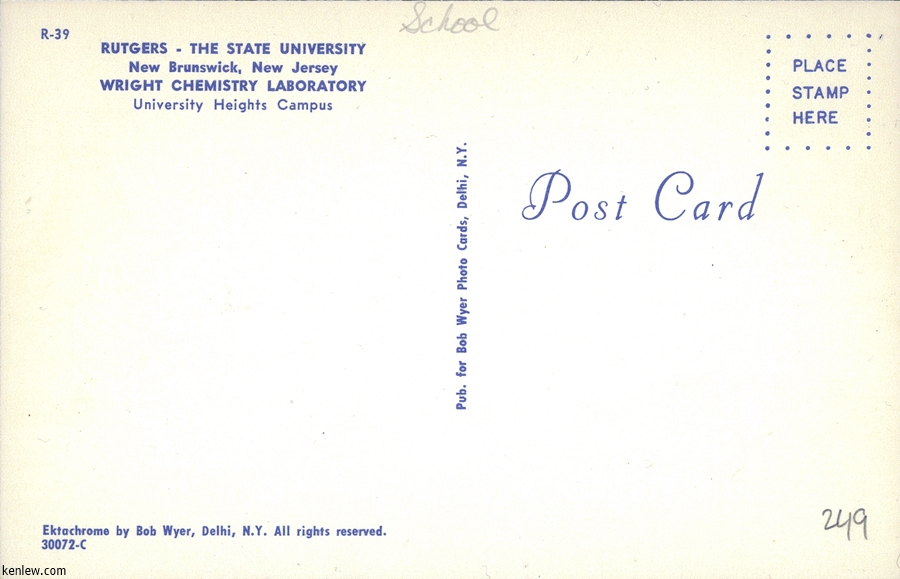 School
R-39
RUTGERS - THE STATE UNIVERSITY
New Brunswick, New Jersey
WRIGHT CHEMISTRY LABORATORY
University Heights Campus
PLACE
STAMP
HERE
Post Card
Pub. for Bob Wyer Photo Cards, Delhi, N.Y.
249
Ektachrome by Bob Wyer, Delhi, N.Y. All rights reserved.
30072-C
kenlew.com